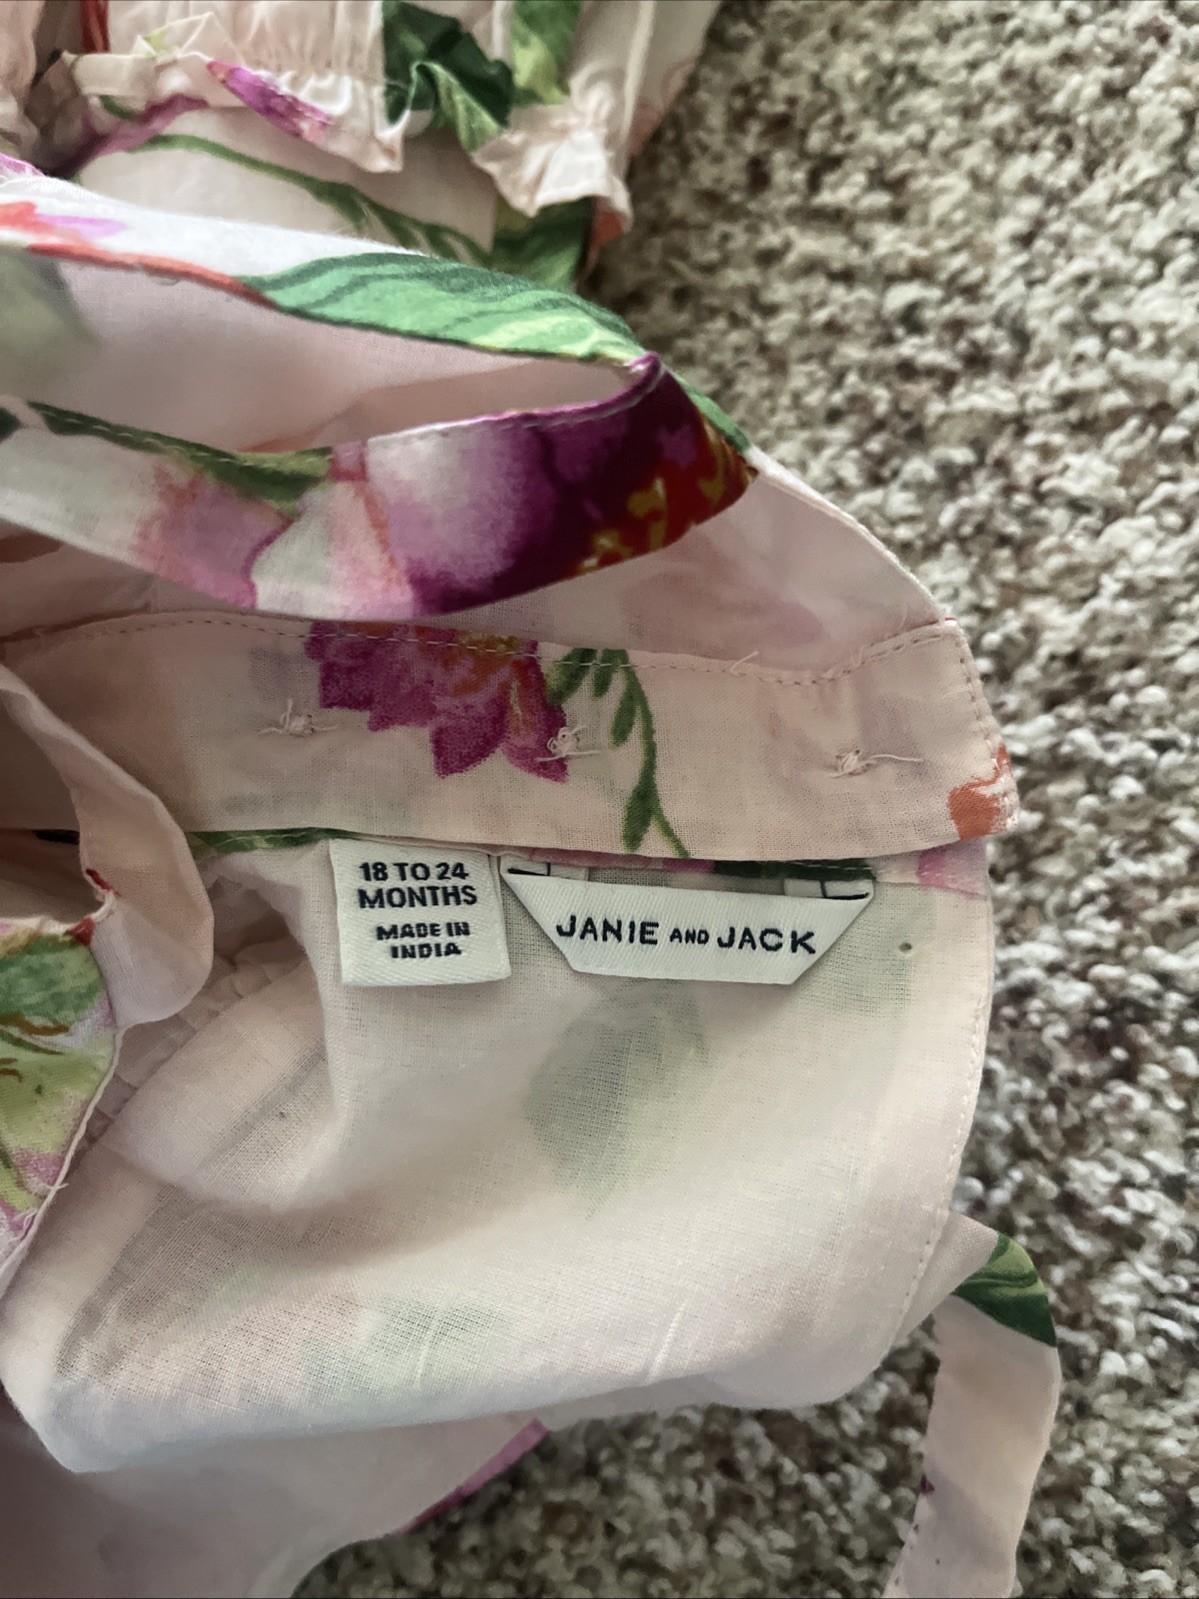 18 TO 24
MONTHS
MADE IN
INDIA
JANIE AND JACK